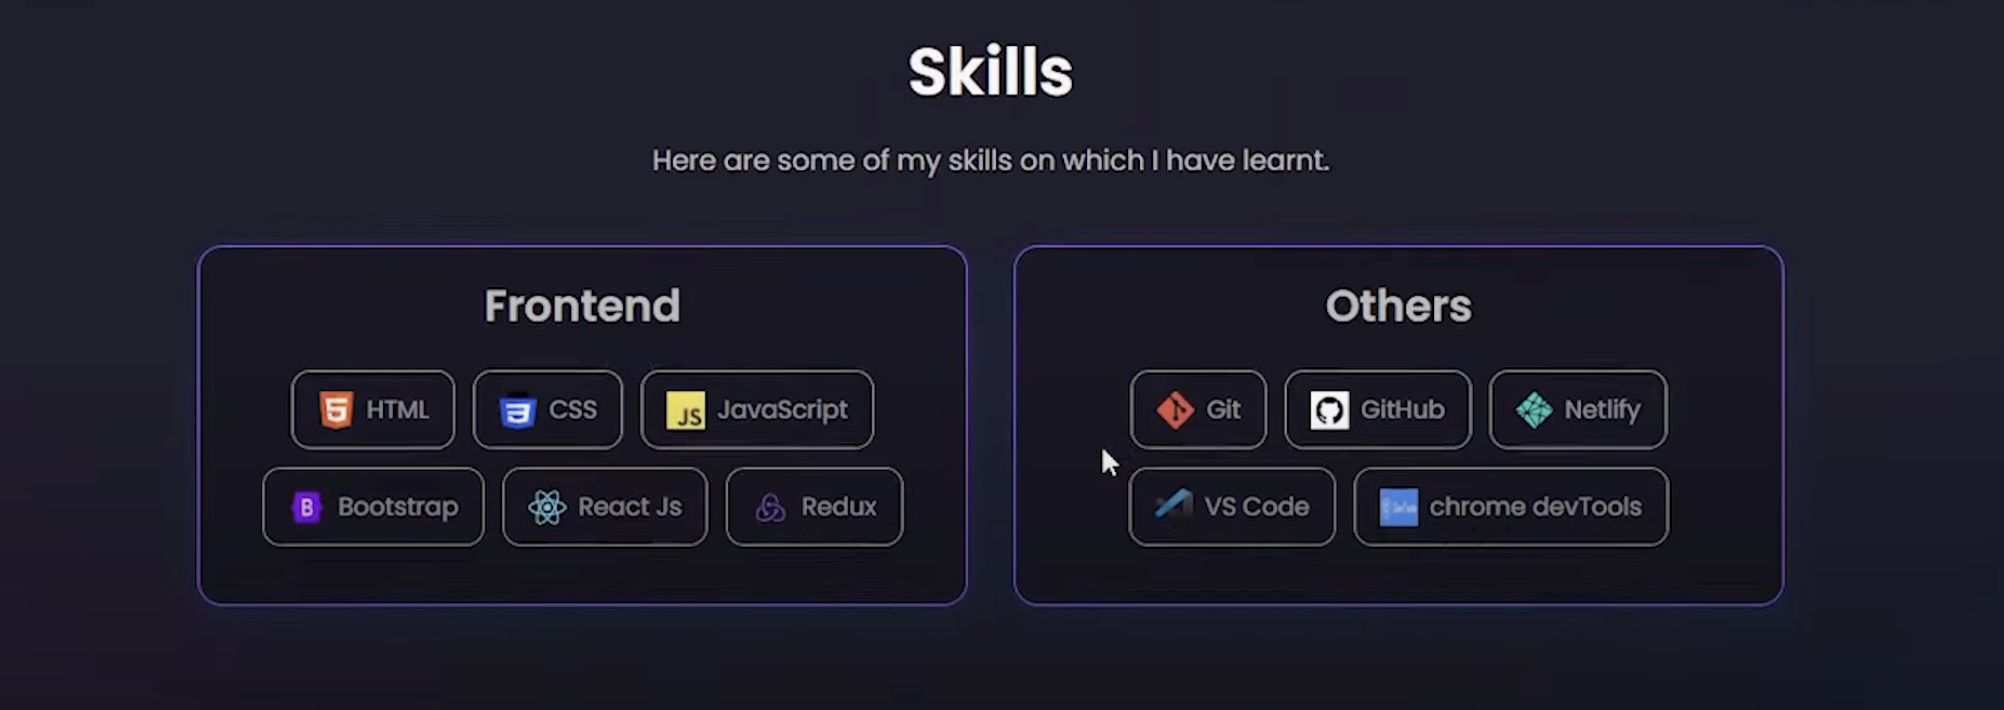 Skills
Here are some of my skills on which I have learnt.
Frontend
HTML
CSS
JS
JavaScript
B
Bootstrap
React Js
Redux
Others
Git
GitHub
Netlify
VS Code
chrome devTools